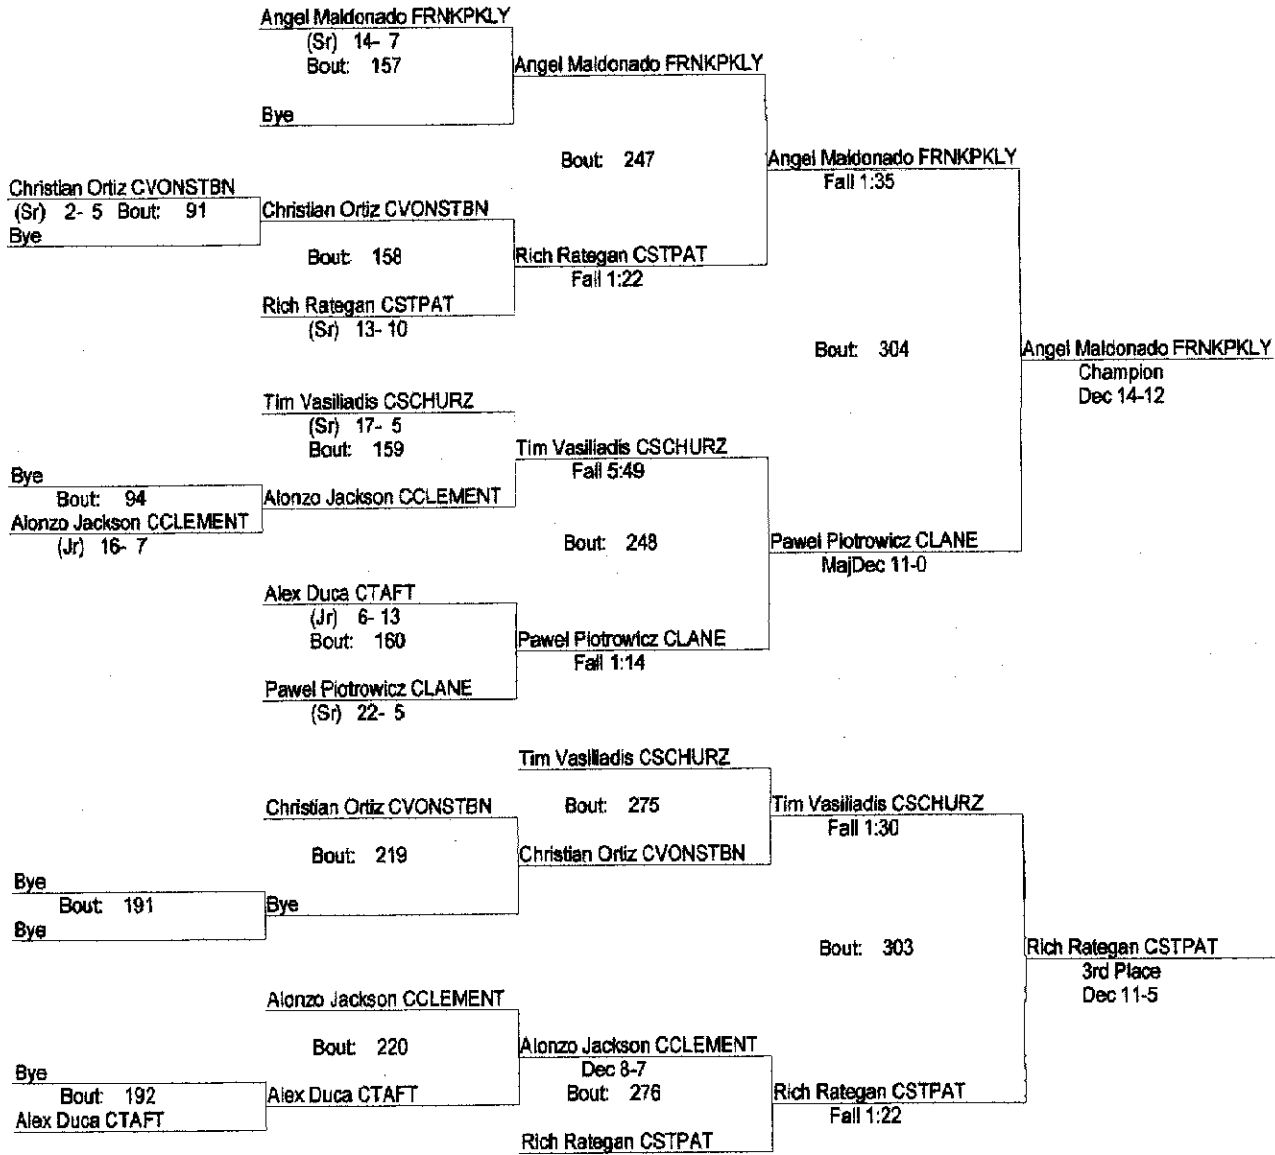 Angel Maldonado FRNKPKLY
(Sr) 14- 7
Bout: 157
Angel Maldonado FRNKPKLY
Bye
Bout: 247
Angel Maldonado FRNKPKLY
Fall 1:35
Christian Ortiz CVONSTBN
(Sr) 2- 5 Bout: 91
Bye
Christian Ortiz CVONSTBN
Bout: 158
Rich Rategan CSTPAT
Fall 1:22
Rich Rategan CSTPAT
(Sr) 13- 10
Bout: 304
Angel Maldonado FRNKPKLY
Champion
Dec 14-12
Tim Vasiliadis CSCHURZ
(Sr) 17- 5
Bout: 159
Tim Vasiliadis CSCHURZ
Fall 5:49
Bye
Bout: 94
Alonzo Jackson CCLEMENT
Alonzo Jackson CCLEMENT
(Jr) 16- 7
Bout: 248
Pawel Piotrowicz CLANE
MajDec 11-0
Alex Duca CTAFT
(Jr) 6- 13
Bout: 160
Pawel Piotrowicz CLANE
Fall 1:14
Pawel Piotrowicz CLANE
(Sr) 22- 5
Tim Vasiliadis CSCHURZ
Christian Ortiz CVONSTBN
Bout: 275
Tim Vasiliadis CSCHURZ
Fall 1:30
Bout: 219
Christian Ortiz CVONSTBN
Bye
Bout: 191
Bye
Bye
Bout: 303
Rich Rategan CSTPAT
3rd Place
Dec 11-5
Alonzo Jackson CCLEMENT
Bout: 220
Alonzo Jackson CCLEMENT
Dec 8-7
Bye
Bout: 192
Alex Duca CTAFT
Alex Duca CTAFT
Bout: 276
Rich Rategan CSTPAT
Fall 1:22
Rich Rategan CSTPAT